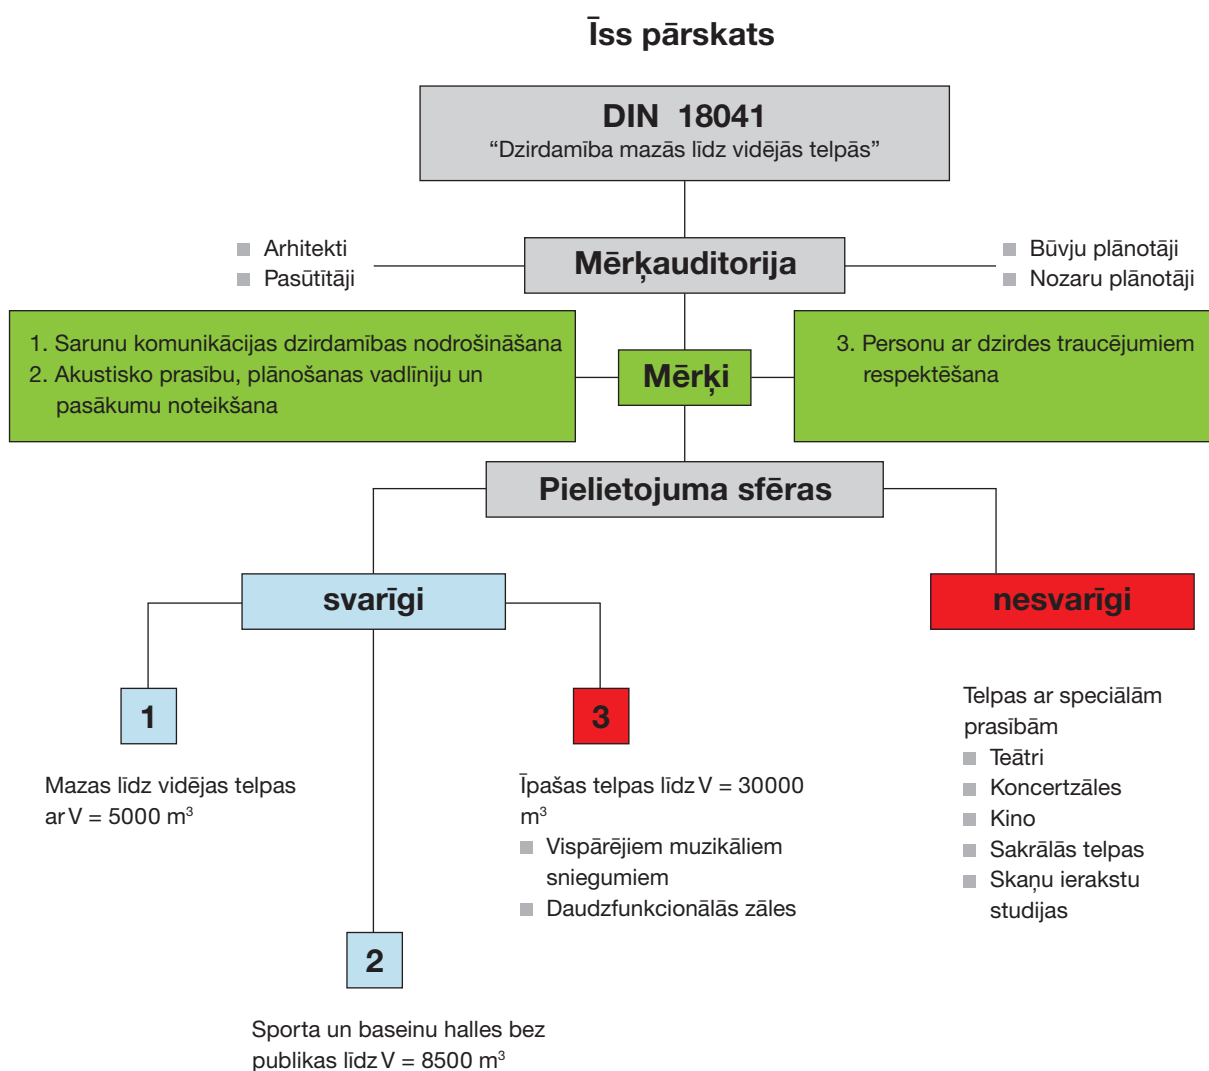 Īss pārskats
DIN 18041
“Dzirdamība mazās līdz vidējās telpās”
Arhitekti
Pasūtītāji
Mērķauditorija
Būvju plānotāji
Nozaru plānotāji
1. Sarunu komunikācijas dzirdamības nodrošināšana
2. Akustisko prasību, plānošanas vadlīniju un
pasākumu noteikšana
Mērķi
3. Personu ar dzirdes traucējumiem
respektēšana
Pielietojuma sfēras
svarīgi
nesvarīgi
1
Mazas līdz vidējas telpas
ar V = 5000 m³
2
Sporta un baseinu halles bez
publikas līdz V = 8500 m³
3
Īpašas telpas līdz V = 30000
m³
Vispārējiem muzikāliem
sniegumiem
Daudzfunkcionālās zāles
Telpas ar speciālām
prasībām
Teātri
Koncertzāles
Kino
Sakrālās telpas
Skaņu ierakstu
studijas